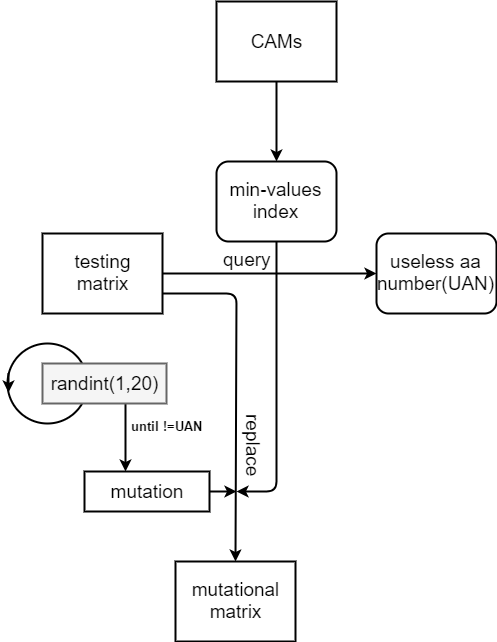 CAMs
min-values
index
query
testing
matrix
useless aa
number(UAN)
randint(1,20)
until !=UAN
replace
mutation
mutational
matrix